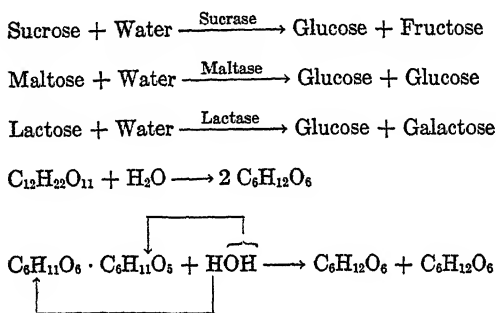 Sucrose + Water —Sucrase→ Glucose + Fructose
Maltose + Water —Maltase→ Glucose + Glucose
Lactose + Water —Lactase→ Glucose + Galactose
C₁₂H₂₂O₁₁ + H₂O ⟶ 2 C₆H₁₂O₆
C₆H₁₁O₆ · C₆H₁₁O₅ + HOH ⟶ C₆H₁₂O₆ + C₆H₁₂O₆